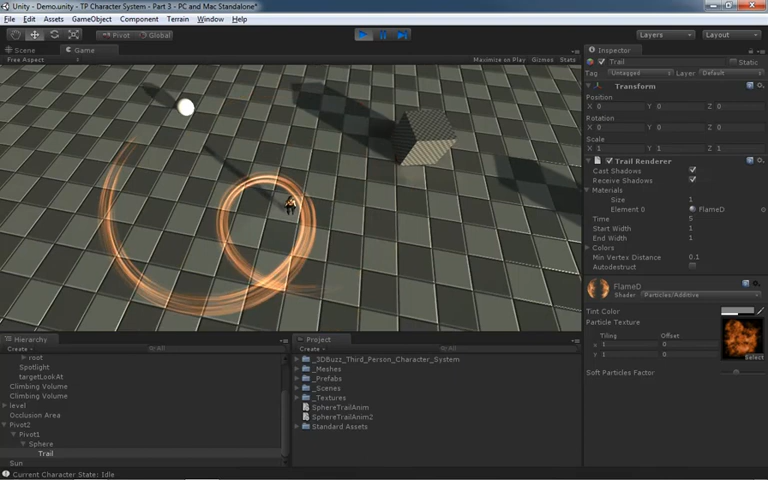 Unity - Demo.unity - TP Character System - Part 3 - PC and Mac Standalone*
File Edit Assets GameObject Component Terrain Window Help
Pivot Global Layers Layout
Scene Game
Free Aspect Maximize on Play Gizmos Stats
Inspector
Trail Static
Tag Untagged Layer Default
Transform
Position
X 0 Y 0 Z 0
Rotation
X 0 Y 0 Z 0
Scale
X 1 Y 1 Z 1
Trail Renderer
Cast Shadows
Receive Shadows
Materials
Size 1
Element 0 FlameD
Time 5
Start Width 1
End Width 1
Colors
Min Vertex Distance 0.1
Autodestruct
FlameD
Shader Particles/Additive
Tint Color
Particle Texture
Tiling Offset
x 1 0
y 1 0
Select
Soft Particles Factor
Hierarchy
Create All
root
Spotlight
targetLookAt
Climbing Volume
Climbing Volume
level
Occlusion Area
Pivot2
Pivot1
Sphere
Trail
Sun
Project
Create All
_3DBuzz_Third_Person_Character_System
_Meshes
_Prefabs
_Scenes
_Textures
SphereTrailAnim
SphereTrailAnim2
Standard Assets
Current Character State: Idle